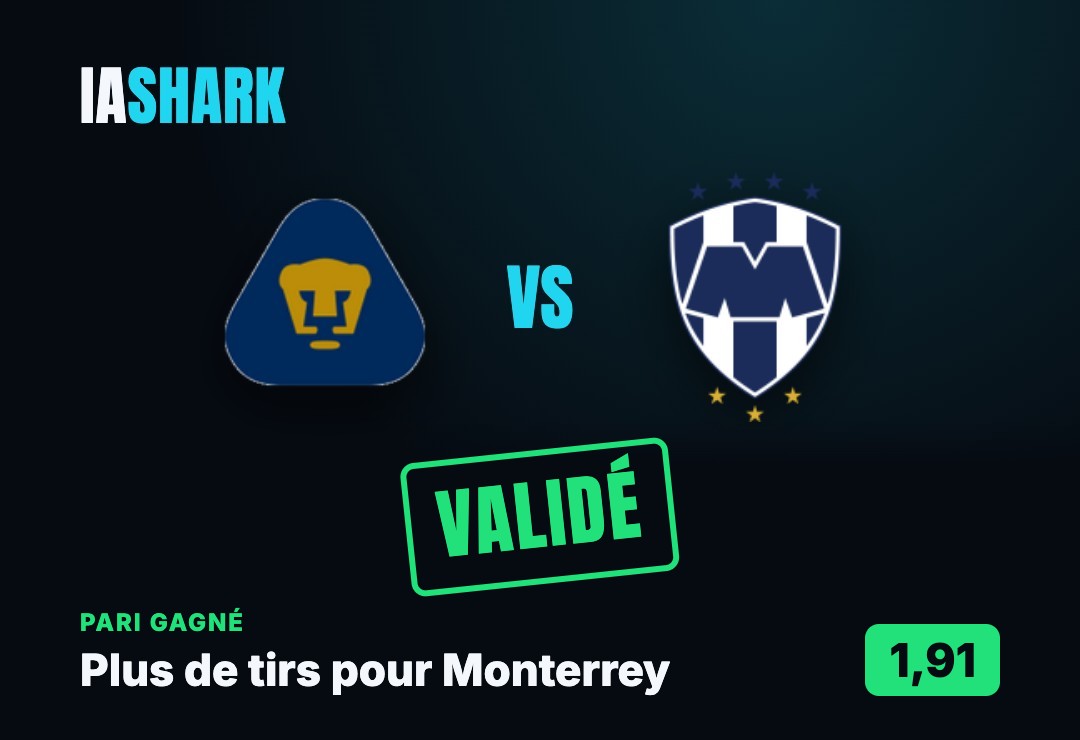 IASHARK
VS
VALIDÉ
PARI GAGNÉ
Plus de tirs pour Monterrey
1,91